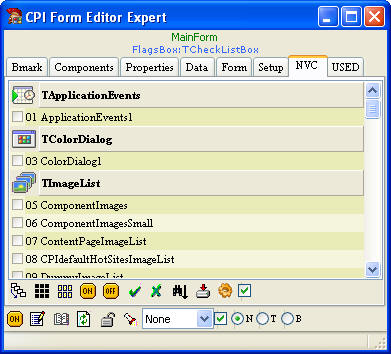 CPI Form Editor Expert
MainForm
FlagsBox:TCheckListBox
Bmark Components Properties Data Form Setup NVC USED
TApplicationEvents
01 ApplicationEvents1
TColorDialog
03 ColorDialog1
TImageList
05 ComponentImages
06 ComponentImagesSmall
07 ContentPageImageList
08 CPIdefaultHotSitesImageList
09 DummyImageList
ON OFF
ON None N T B